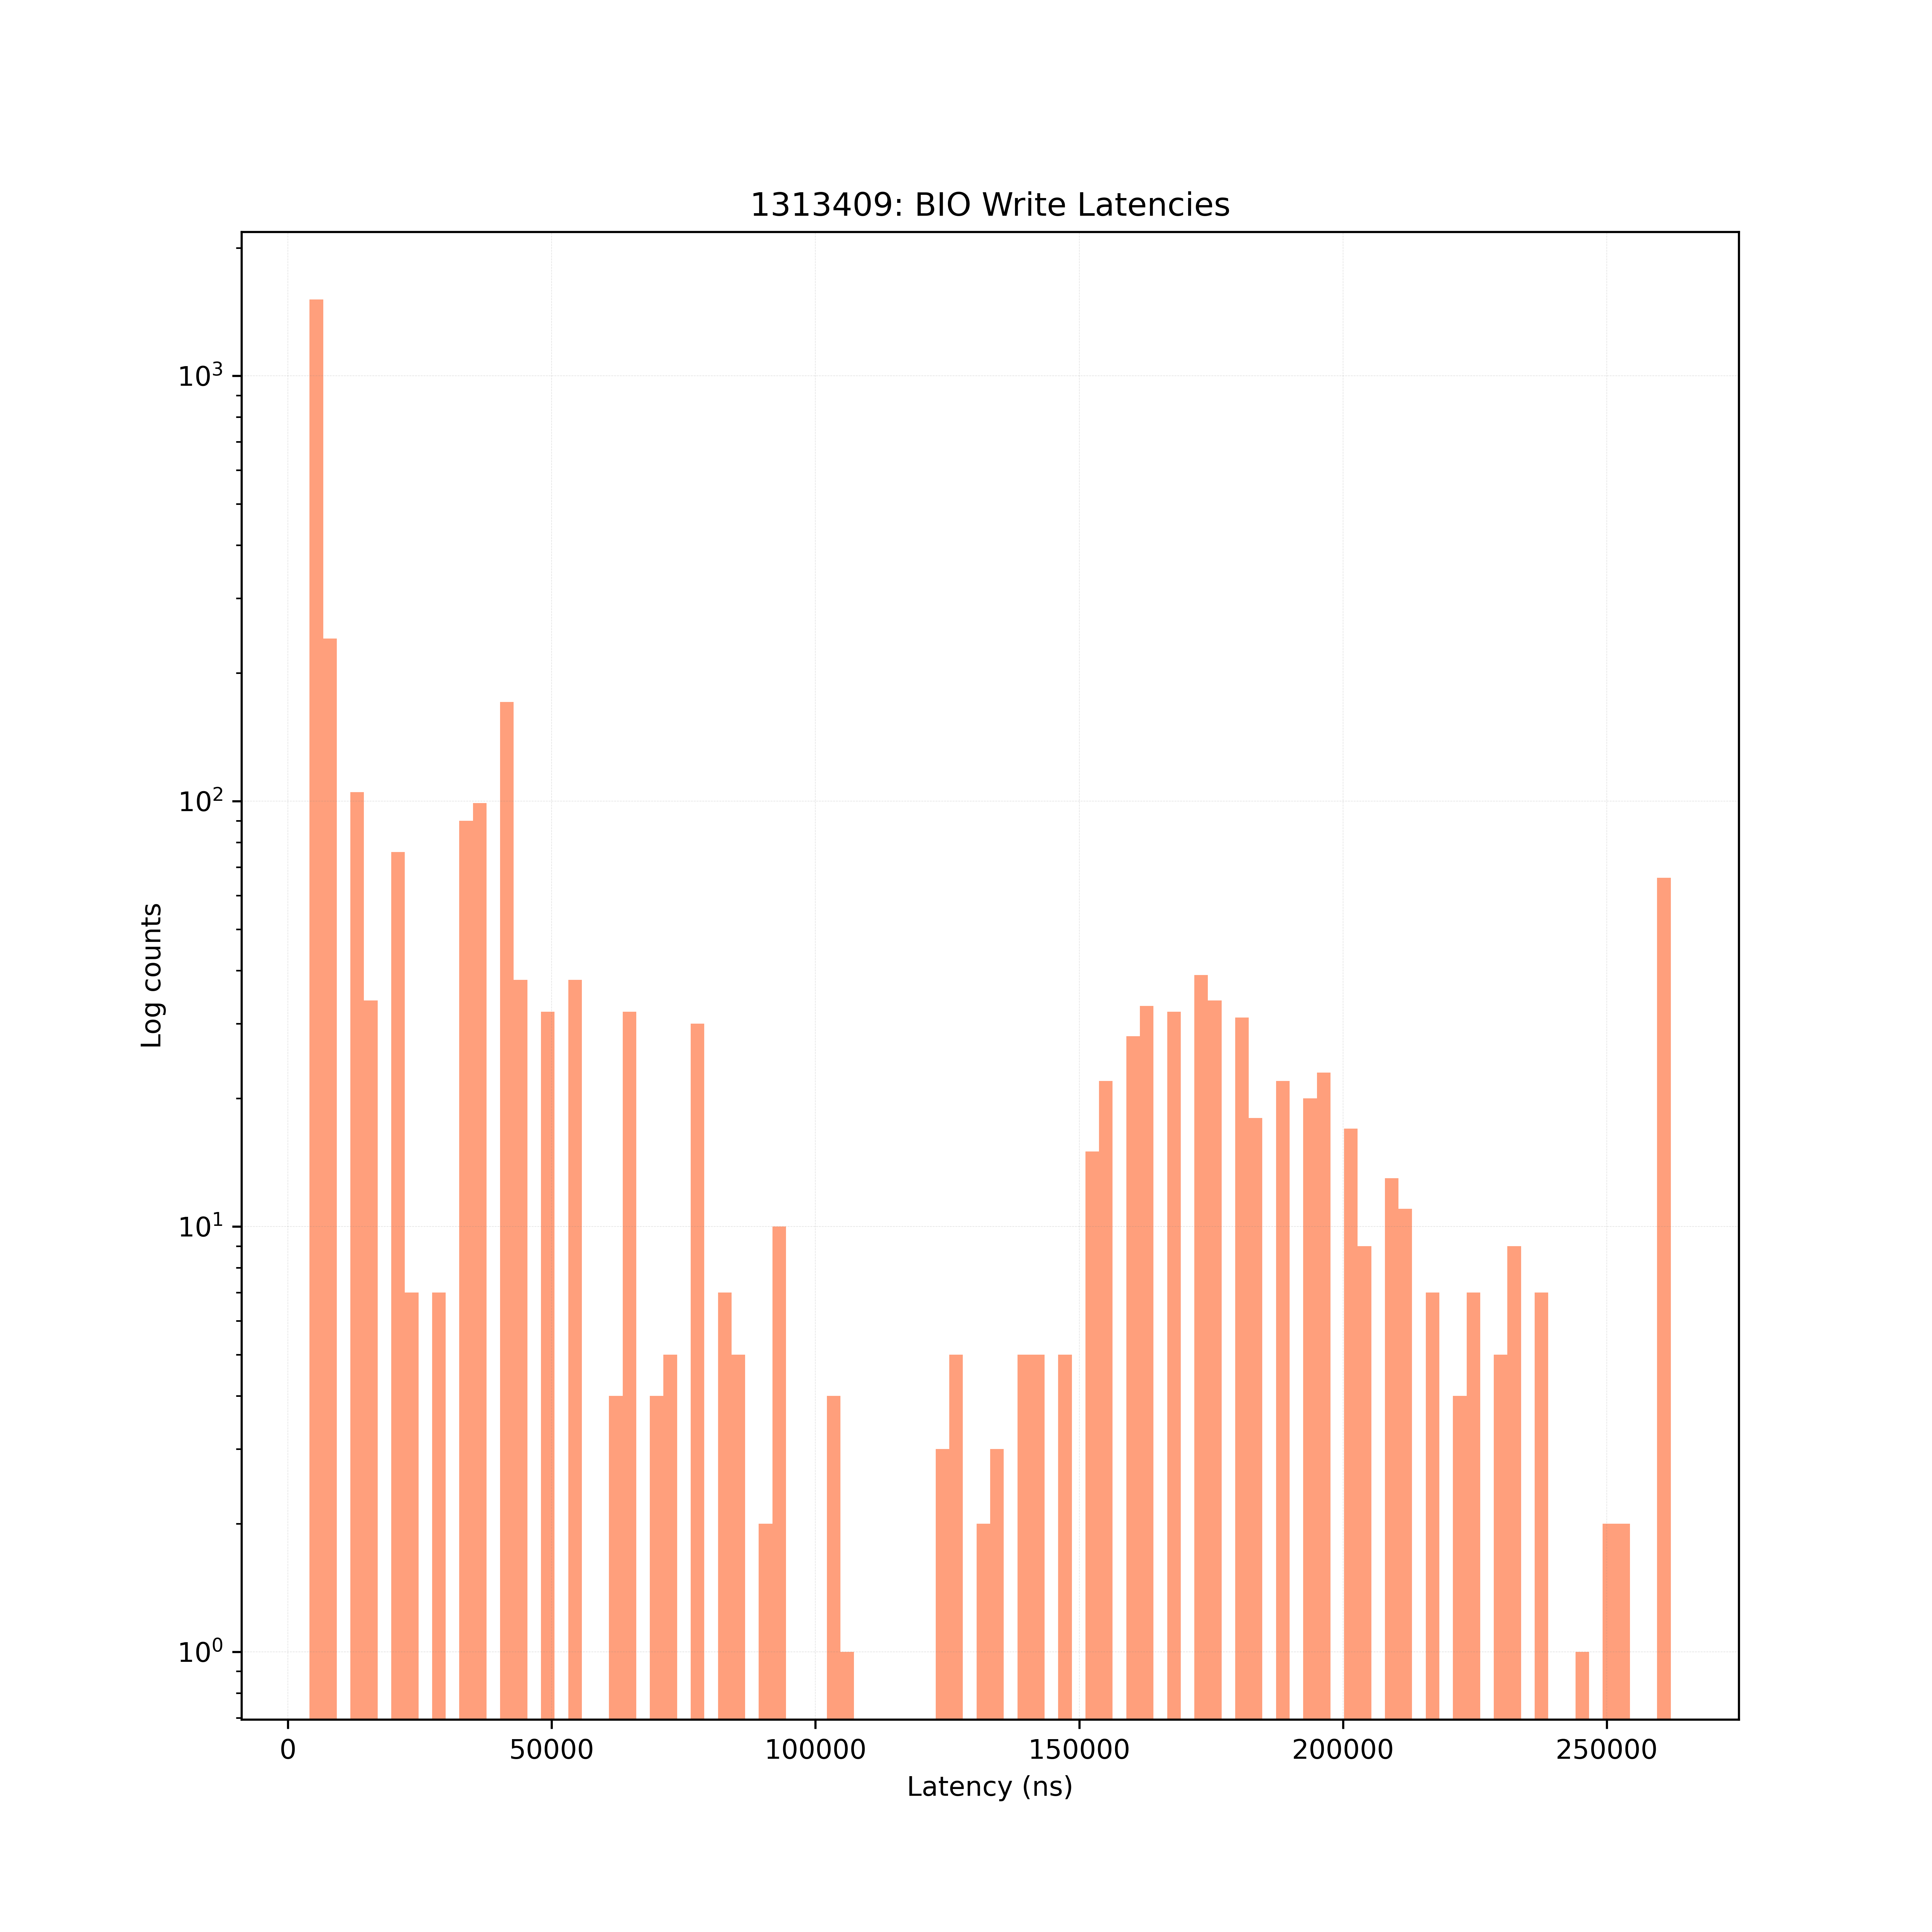 1313409: BIO Write Latencies
10³
10²
10¹
10⁰
Log counts
0 50000 100000 150000 200000 250000
Latency (ns)